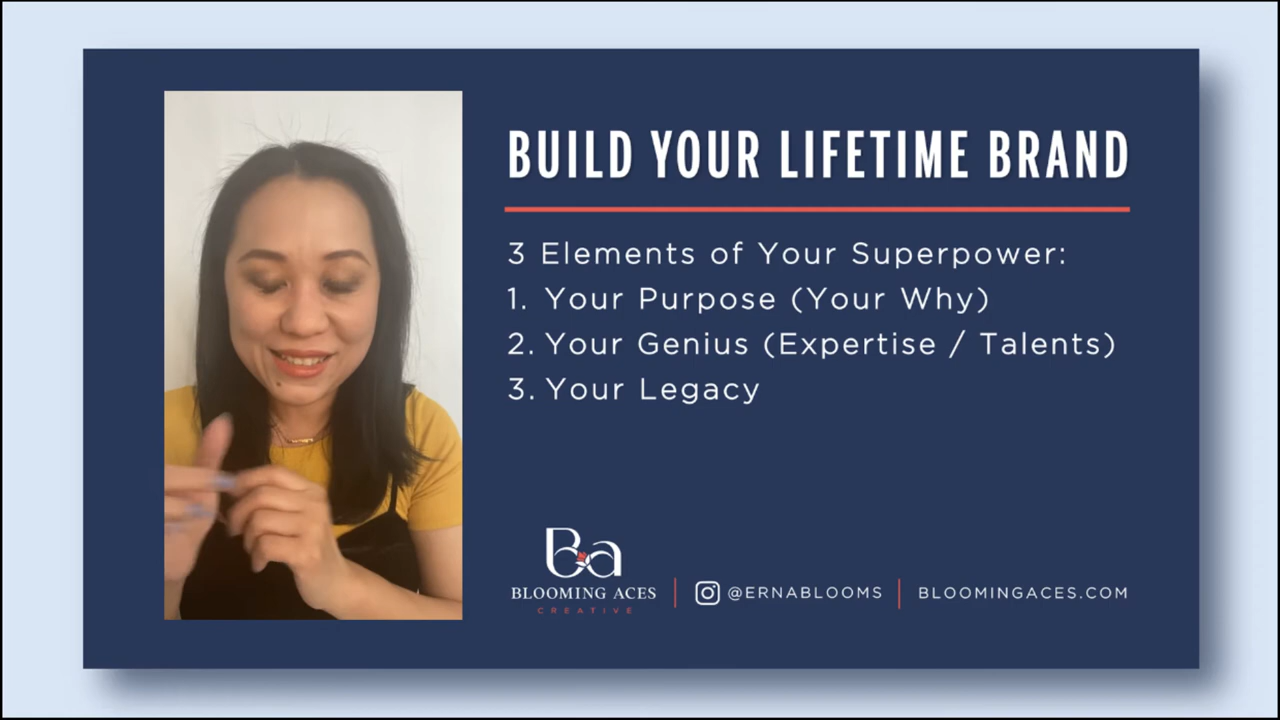 BUILD YOUR LIFETIME BRAND
3 Elements of Your Superpower:
1. Your Purpose (Your Why)
2. Your Genius (Expertise / Talents)
3. Your Legacy
Ba
BLOOMING ACES
CREATIVE
@ERNABLOOMS
BLOOMINGACES.COM